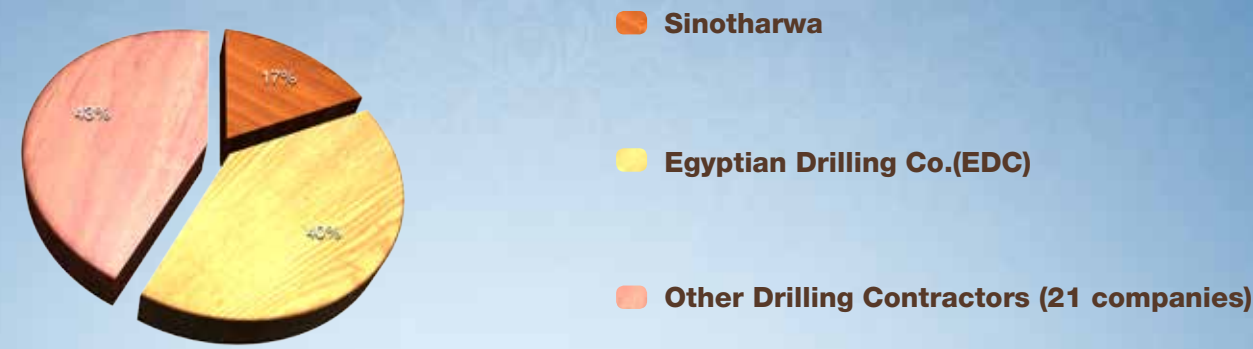 Sinotharwa
17%
43%
Egyptian Drilling Co.(EDC)
40%
Other Drilling Contractors (21 companies)